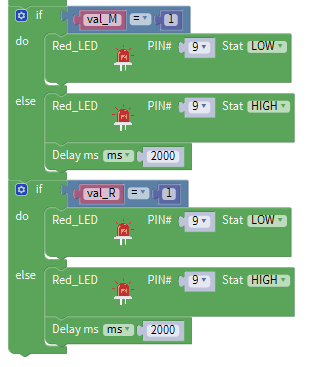 if val_M = 1
do Red_LED PIN# 9 Stat LOW
else Red_LED PIN# 9 Stat HIGH
Delay ms ms 2000
if val_R = 1
do Red_LED PIN# 9 Stat LOW
else Red_LED PIN# 9 Stat HIGH
Delay ms ms 2000